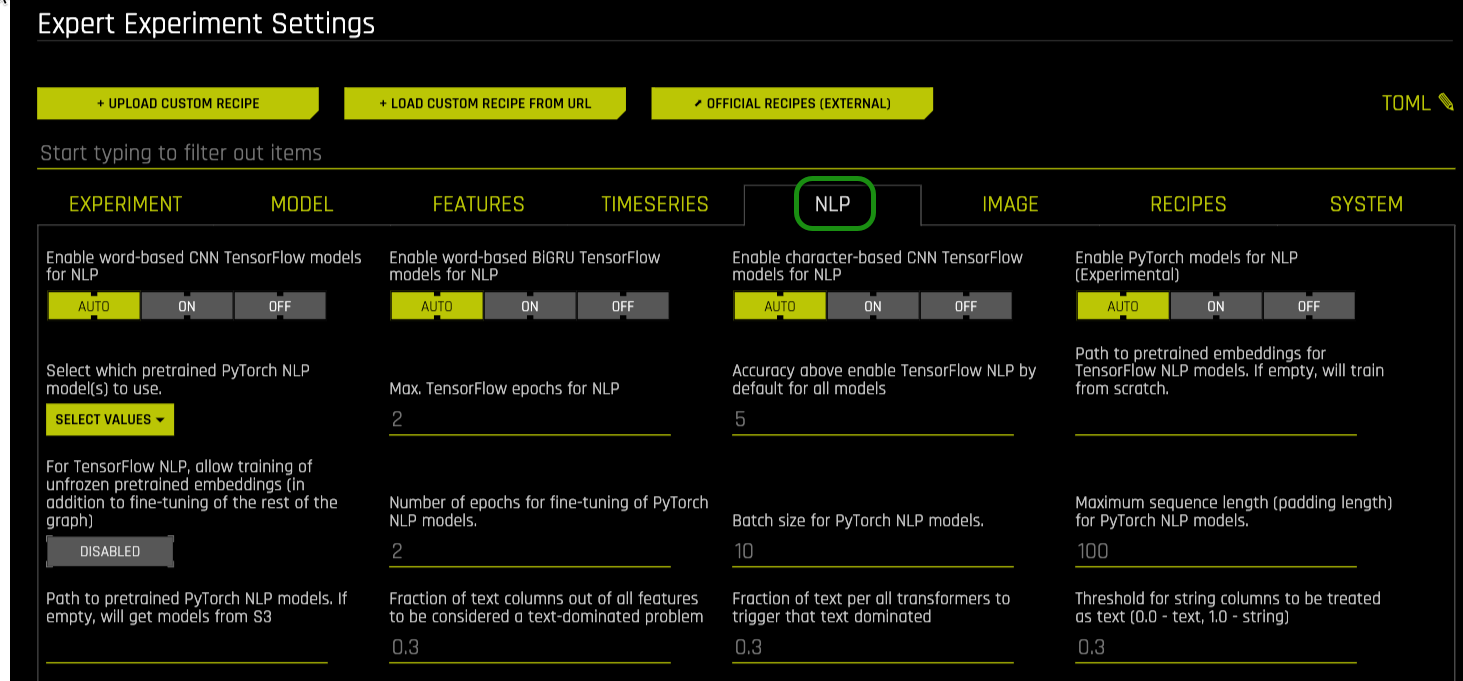 Expert Experiment Settings
+ UPLOAD CUSTOM RECIPE
+ LOAD CUSTOM RECIPE FROM URL
OFFICIAL RECIPES (EXTERNAL)
TOML
Start typing to filter out items
EXPERIMENT
MODEL
FEATURES
TIMESERIES
NLP
IMAGE
RECIPES
SYSTEM
Enable word-based CNN TensorFlow models
for NLP
AUTO ON OFF
Enable word-based BiGRU TensorFlow
models for NLP
AUTO ON OFF
Enable character-based CNN TensorFlow
models for NLP
AUTO ON OFF
Enable PyTorch models for NLP
(Experimental)
AUTO ON OFF
Select which pretrained PyTorch NLP
model(s) to use.
SELECT VALUES
Max. TensorFlow epochs for NLP
2
Accuracy above enable TensorFlow NLP by
default for all models
5
Path to pretrained embeddings for
TensorFlow NLP models. If empty, will train
from scratch.
For TensorFlow NLP, allow training of
unfrozen pretrained embeddings (in
addition to fine-tuning of the rest of the
graph)
DISABLED
Number of epochs for fine-tuning of PyTorch
NLP models.
2
Batch size for PyTorch NLP models.
10
Maximum sequence length (padding length)
for PyTorch NLP models.
100
Path to pretrained PyTorch NLP models. If
empty, will get models from S3
Fraction of text columns out of all features
to be considered a text-dominated problem
0.3
Fraction of text per all transformers to
trigger that text dominated
0.3
Threshold for string columns to be treated
as text (0.0 - text, 1.0 - string)
0.3